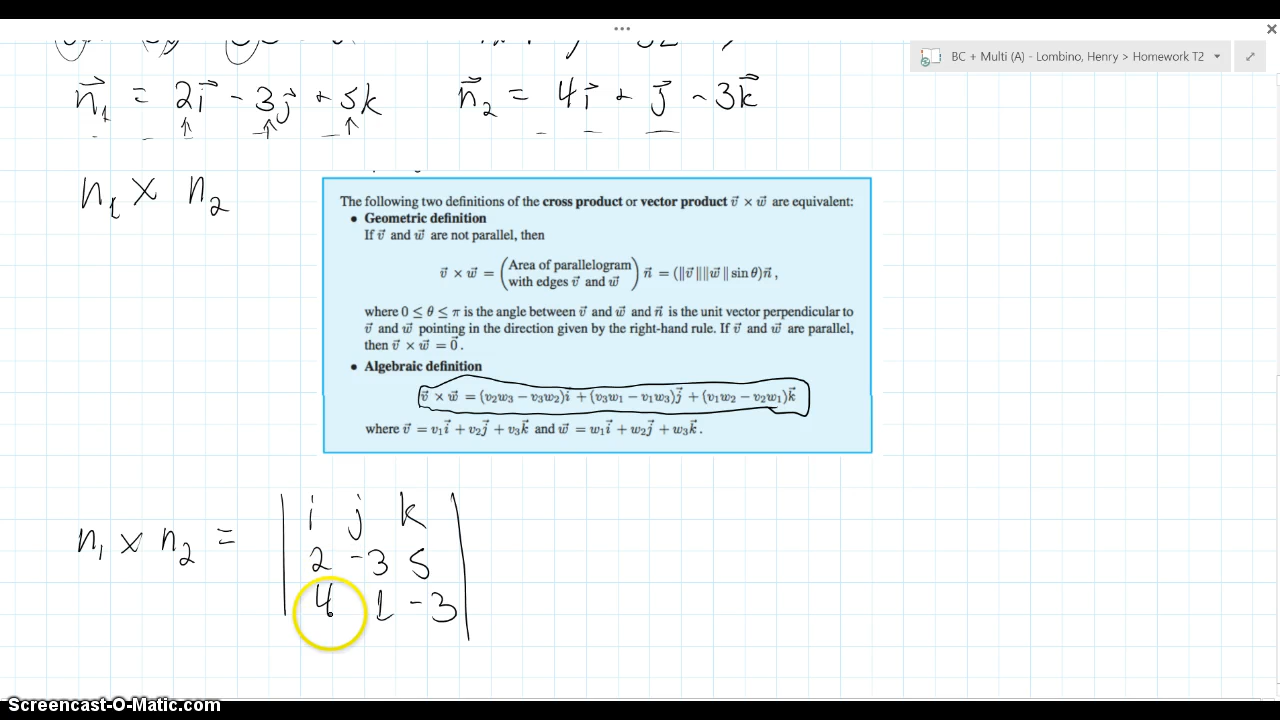 BC + Multi (A) - Lombino, Henry > Homework T2
n⃗₁ = 2i⃗ - 3j⃗ + 5k n⃗₂ = 4i⃗ + j⃗ - 3k⃗
n₁ × n₂
The following two definitions of the cross product or vector product v⃗ × w⃗ are equivalent:
• Geometric definition
If v⃗ and w⃗ are not parallel, then
v⃗ × w⃗ = (Area of parallelogram
with edges v⃗ and w⃗) n⃗ = (‖v⃗‖‖w⃗‖ sin θ)n⃗,
where 0 ≤ θ ≤ π is the angle between v⃗ and w⃗ and n⃗ is the unit vector perpendicular to
v⃗ and w⃗ pointing in the direction given by the right-hand rule. If v⃗ and w⃗ are parallel,
then v⃗ × w⃗ = 0⃗.
• Algebraic definition
v⃗ × w⃗ = (v₂w₃ − v₃w₂)i⃗ + (v₃w₁ − v₁w₃)j⃗ + (v₁w₂ − v₂w₁)k⃗
where v⃗ = v₁i⃗ + v₂j⃗ + v₃k⃗ and w⃗ = w₁i⃗ + w₂j⃗ + w₃k⃗.
i j k
n₁ × n₂ =
2 -3 5
4 1 -3
Screencast-O-Matic.com